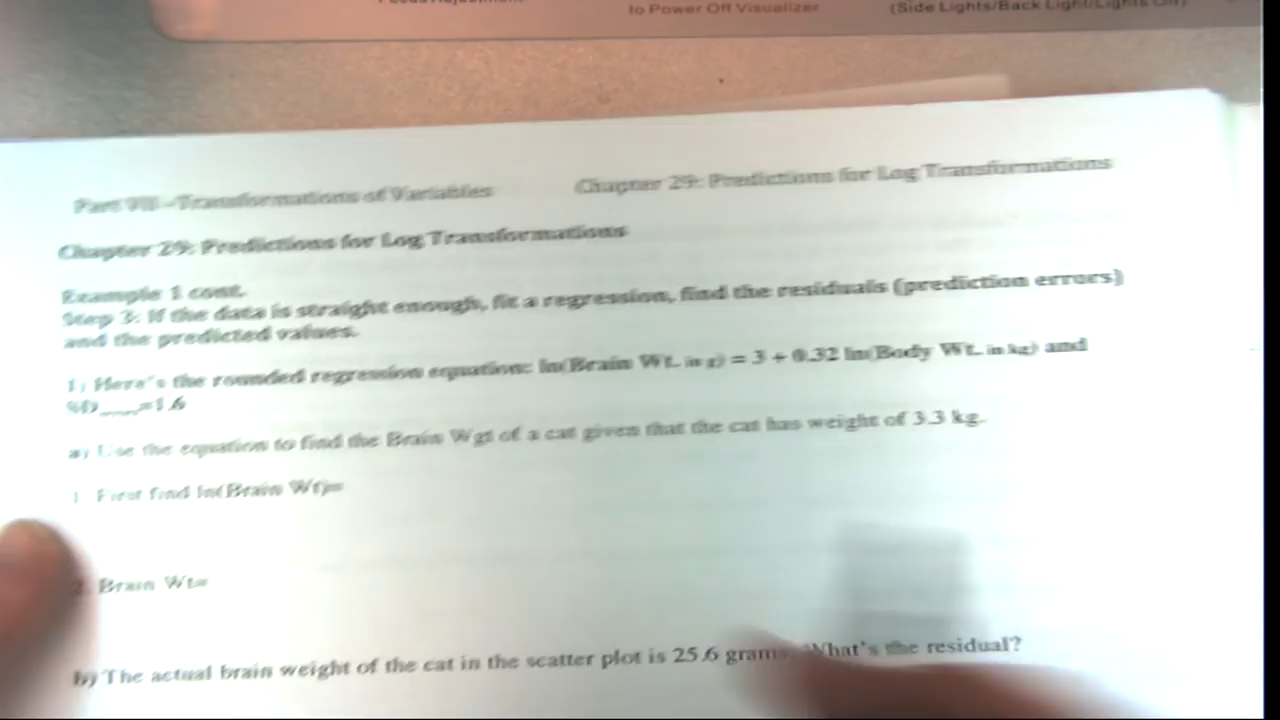 to Power Off Visualizer
(Side Lights/Back Light/Lights Off)
Part VII - Transformations of Variables Chapter 29: Predictions for Log Transformations
Chapter 29: Predictions for Log Transformations
Example 1 cont.
Step 3: If the data is straight enough, fit a regression, find the residuals (prediction errors)
and the predicted values.
1) Here's the rounded regression equation: ln(Brain Wt. in g) = 3 + 0.32 ln(Body Wt. in kg) and
SD =1.6
a) Use the equation to find the Brain Wgt of a cat given that the cat has weight of 3.3 kg.
1. First find ln(Brain Wt)=
2. Brain Wt=
b) The actual brain weight of the cat in the scatter plot is 25.6 grams. What's the residual?